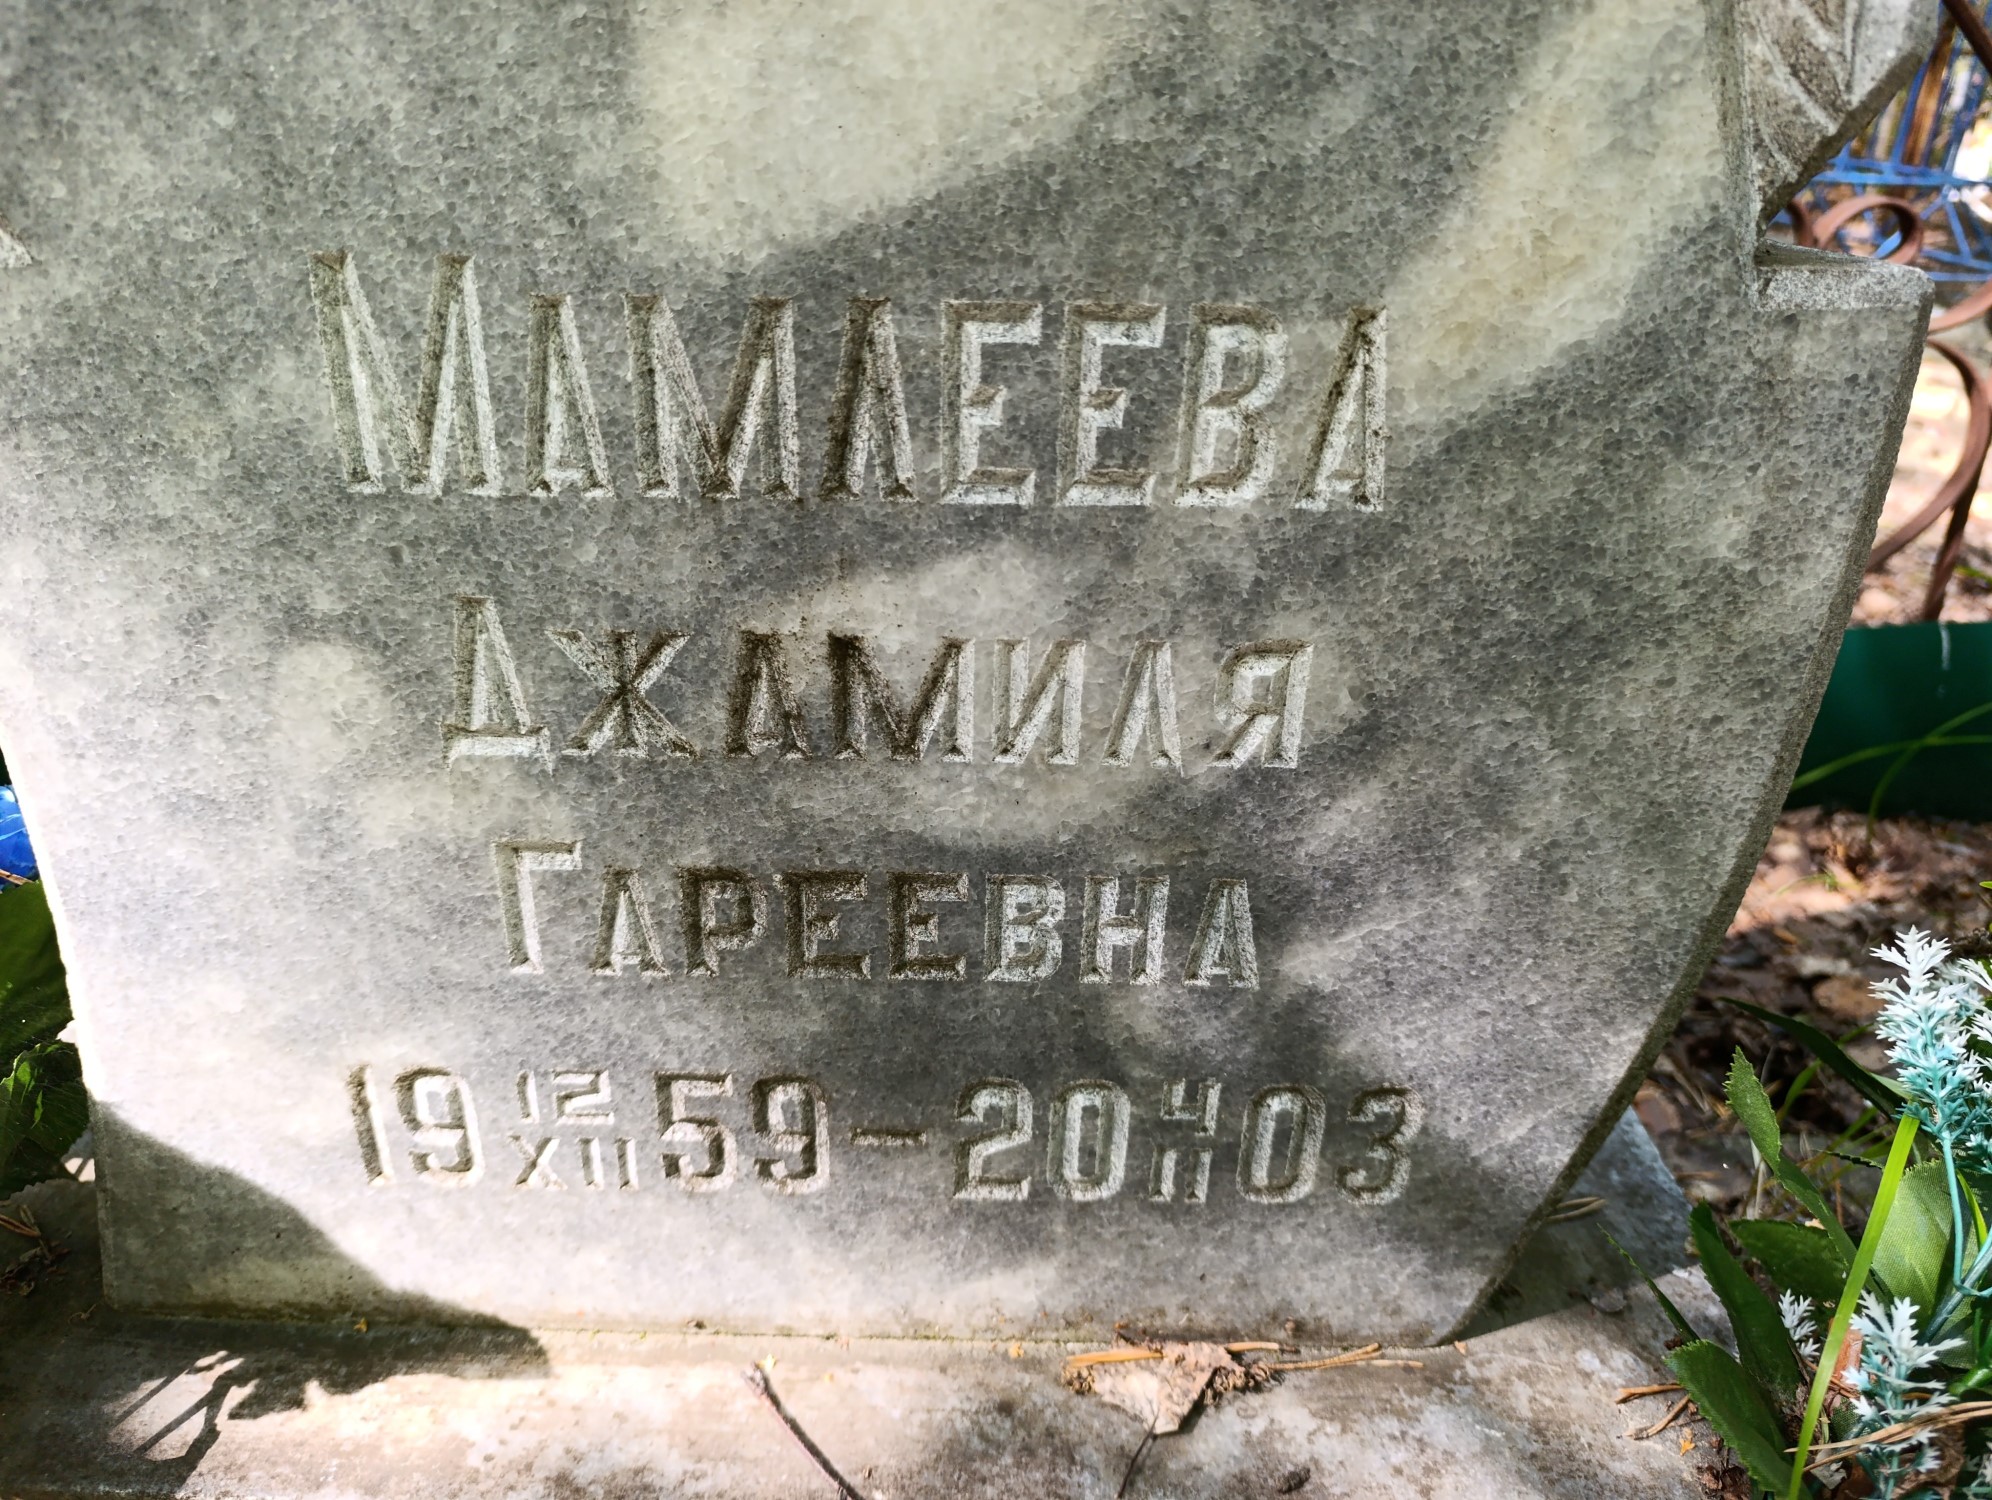 Мамлеева
Джамиля
Гареевна
19 12/XII 59 – 20 4/II 03